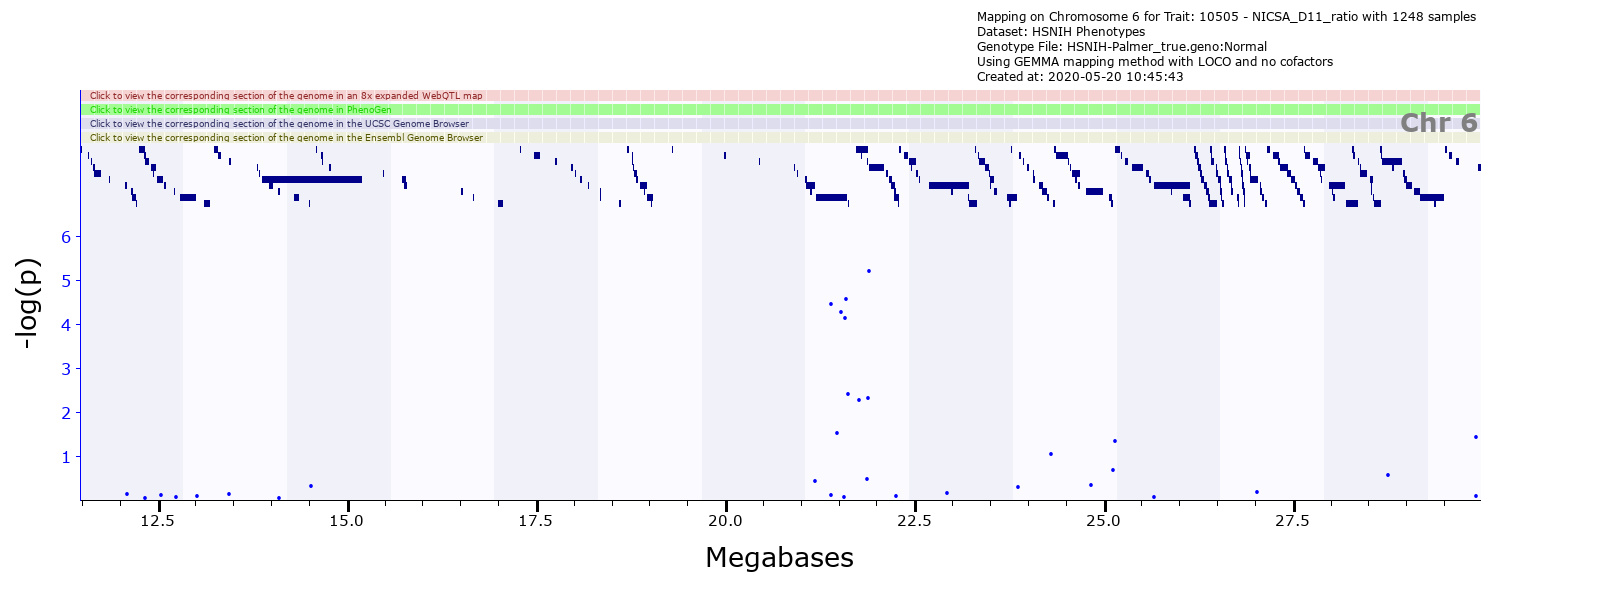 Mapping on Chromosome 6 for Trait: 10505 - NICSA_D11_ratio with 1248 samples
Dataset: HSNIH Phenotypes
Genotype File: HSNIH-Palmer_true.geno:Normal
Using GEMMA mapping method with LOCO and no cofactors
Created at: 2020-05-20 10:45:43
Click to view the corresponding section of the genome in an 8x expanded WebQTL map
Click to view the corresponding section of the genome in PhenoGen
Click to view the corresponding section of the genome in the UCSC Genome Browser
Chr 6
Click to view the corresponding section of the genome in the Ensembl Genome Browser
6
5
4
3
2
1
-log(p)
12.5 15.0 17.5 20.0 22.5 25.0 27.5
Megabases